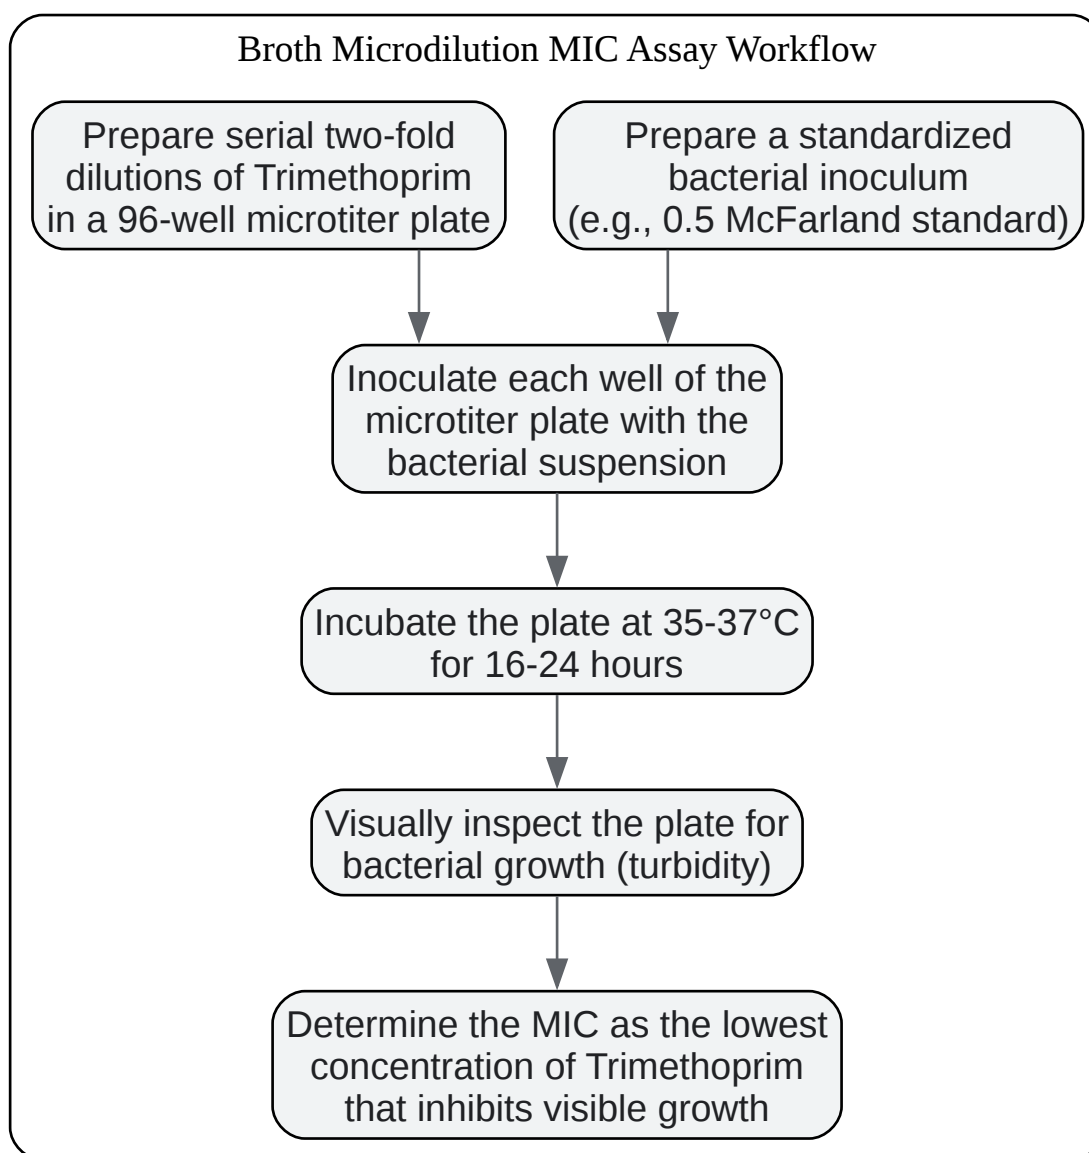 Broth Microdilution MIC Assay Workflow
Prepare serial two-fold
dilutions of Trimethoprim
in a 96-well microtiter plate
Prepare a standardized
bacterial inoculum
(e.g., 0.5 McFarland standard)
Inoculate each well of the
microtiter plate with the
bacterial suspension
Incubate the plate at 35-37°C
for 16-24 hours
Visually inspect the plate for
bacterial growth (turbidity)
Determine the MIC as the lowest
concentration of Trimethoprim
that inhibits visible growth